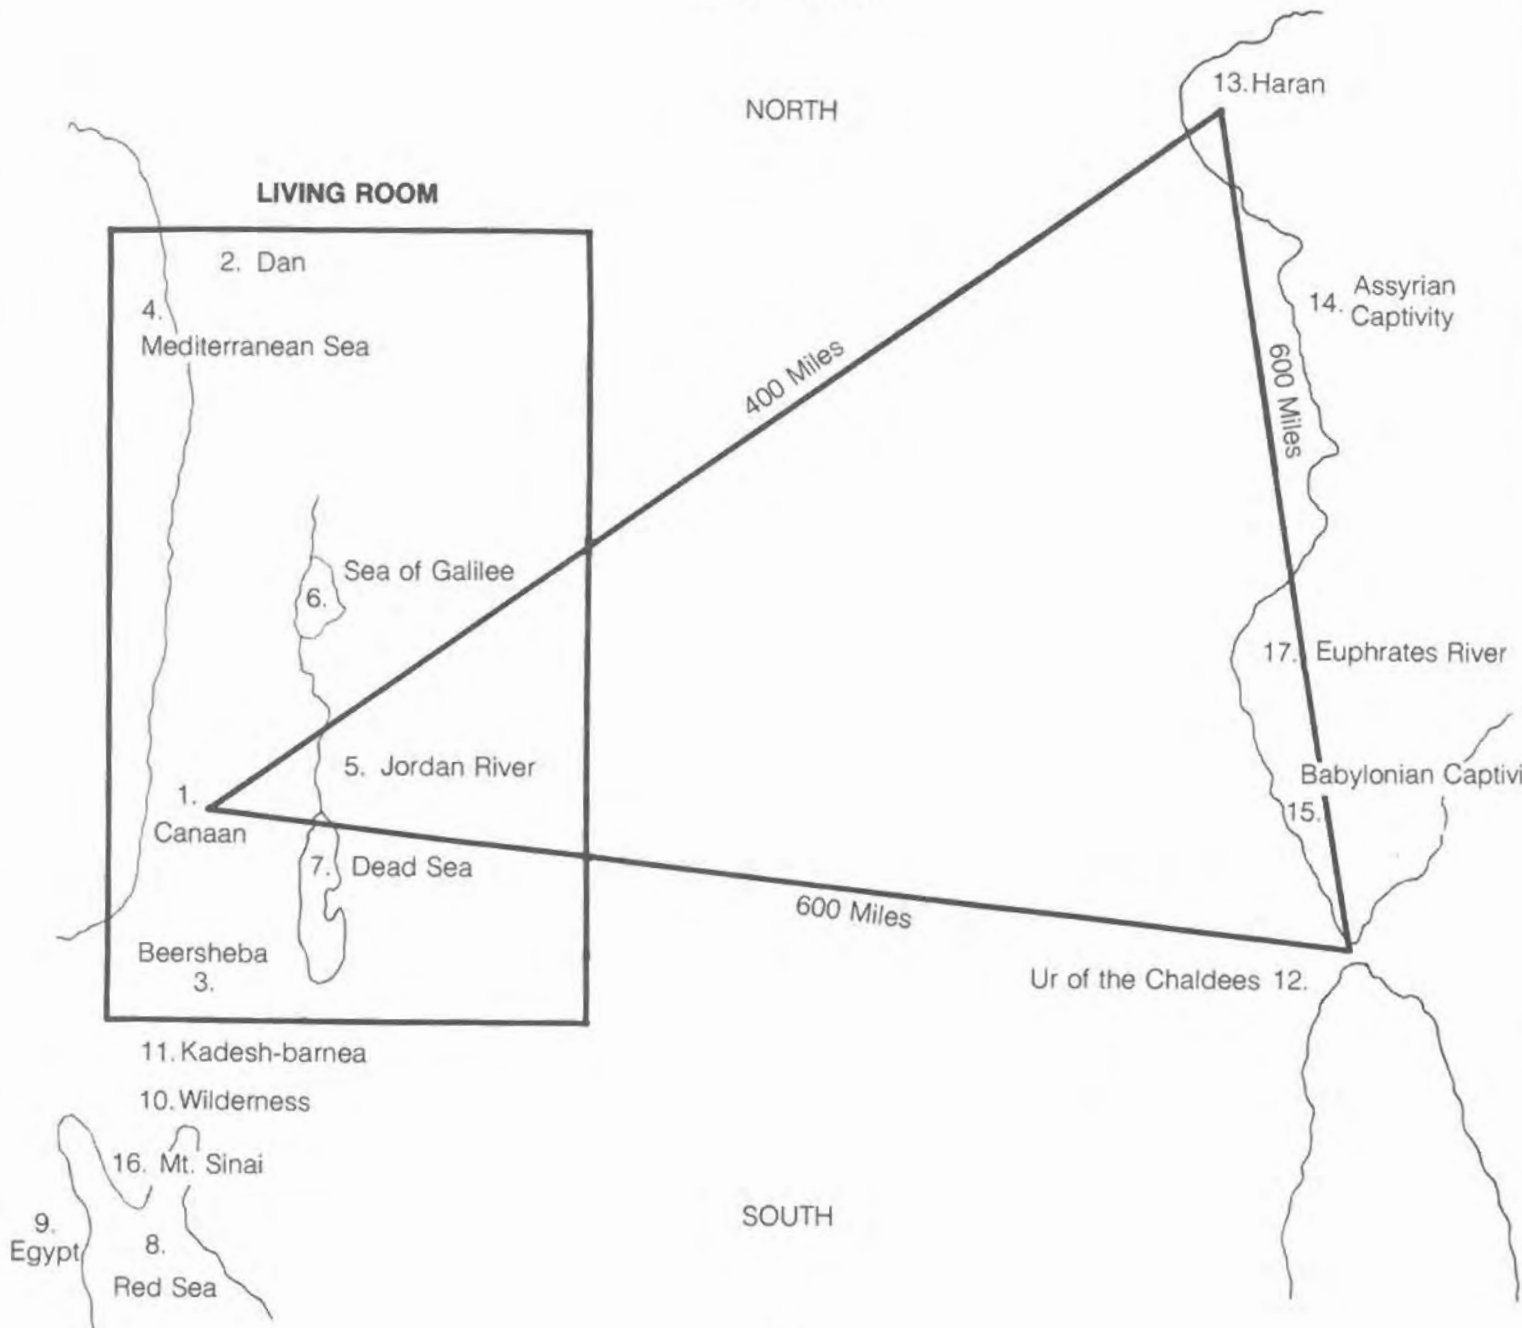 NORTH
13. Haran
LIVING ROOM
2. Dan
4.
Mediterranean Sea
14. Assyrian
Captivity
400 Miles
600 Miles
Sea of Galilee
6.
17. Euphrates River
5. Jordan River
Babylonian Captivi
15.
1.
Canaan
7. Dead Sea
600 Miles
Beersheba
3.
Ur of the Chaldees 12.
11. Kadesh-barnea
10. Wilderness
16. Mt. Sinai
SOUTH
9.
Egypt
8.
Red Sea